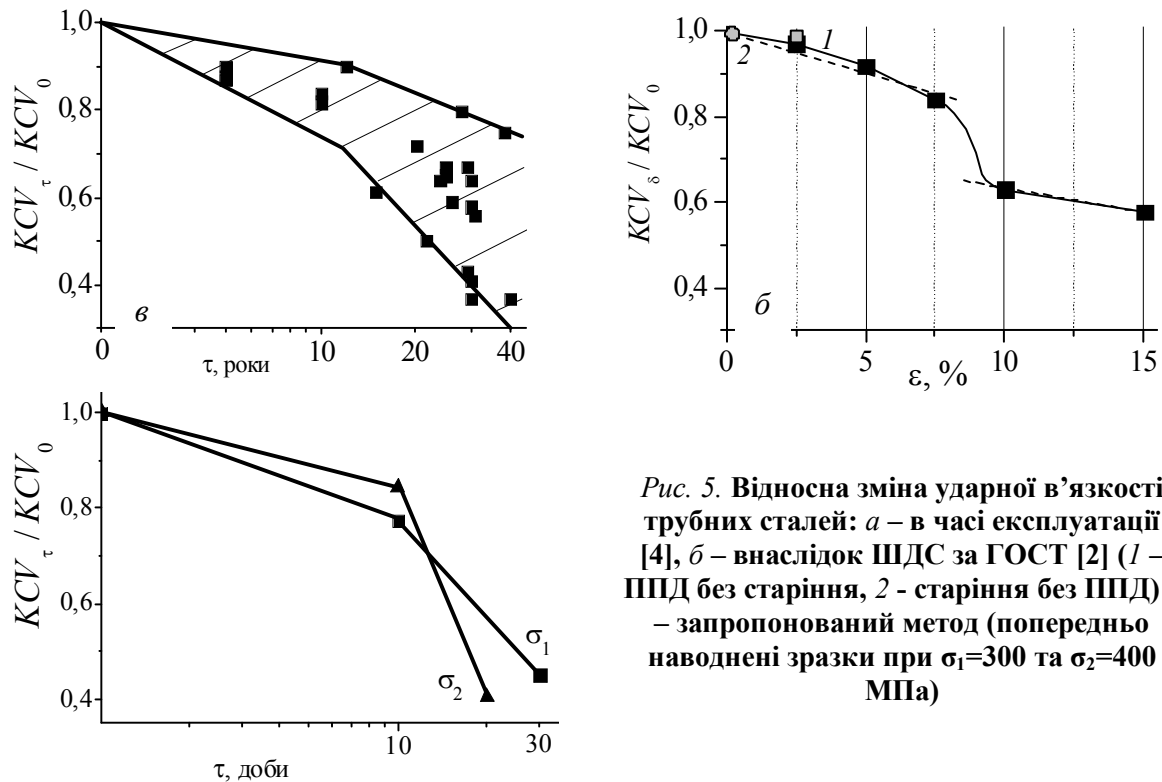 KCVτ / KCV0
1,0
0,8
0,6
0,4
в
0
10
20
40
τ, роки
KCVδ / KCV0
1,0
0,8
0,6
0,4
2
1
б
0
5
10
15
ε, %
KCVτ / KCV0
1,0
0,8
0,6
0,4
σ2
σ1
10
30
τ, доби
Рис. 5. Відносна зміна ударної в’язкості
трубних сталей: а – в часі експлуатації
[4], б – внаслідок ШДС за ГОСТ [2] (1 –
ППД без старіння, 2 - старіння без ППД)
– запропонований метод (попередньо
наводнені зразки при σ1=300 та σ2=400
МПа)